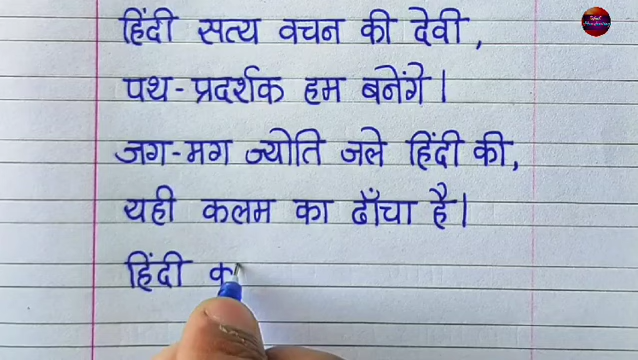 हिंदी सत्य वचन की देवी,
पथ-प्रदर्शक हम बनेंगे।
जग-मग ज्योति जले हिंदी की,
यही कलम का ढाँचा है।
हिंदी क